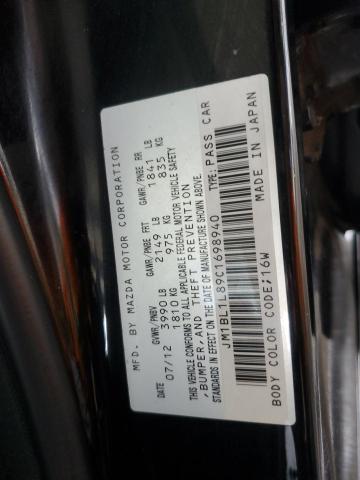 MFD. BY MAZDA MOTOR CORPORATION
GVWR/PNBV GAWR/PNBE FRT GAWR/PNBE RR
07/12 3990 LB 2149 LB 1841 LB
1810 KG 975 KG 835 KG
THIS VEHICLE CONFORMS TO ALL APPLICABLE FEDERAL MOTOR VEHICLE SAFETY
,BUMPER,AND THEFT PREVENTION
STANDARDS IN EFFECT ON THE DATE OF MANUFACTURE SHOWN ABOVE.
JM1BL1L89C1698940 TYPE:PASS CAR
MADE IN JAPAN
BODY COLOR CODE;16W